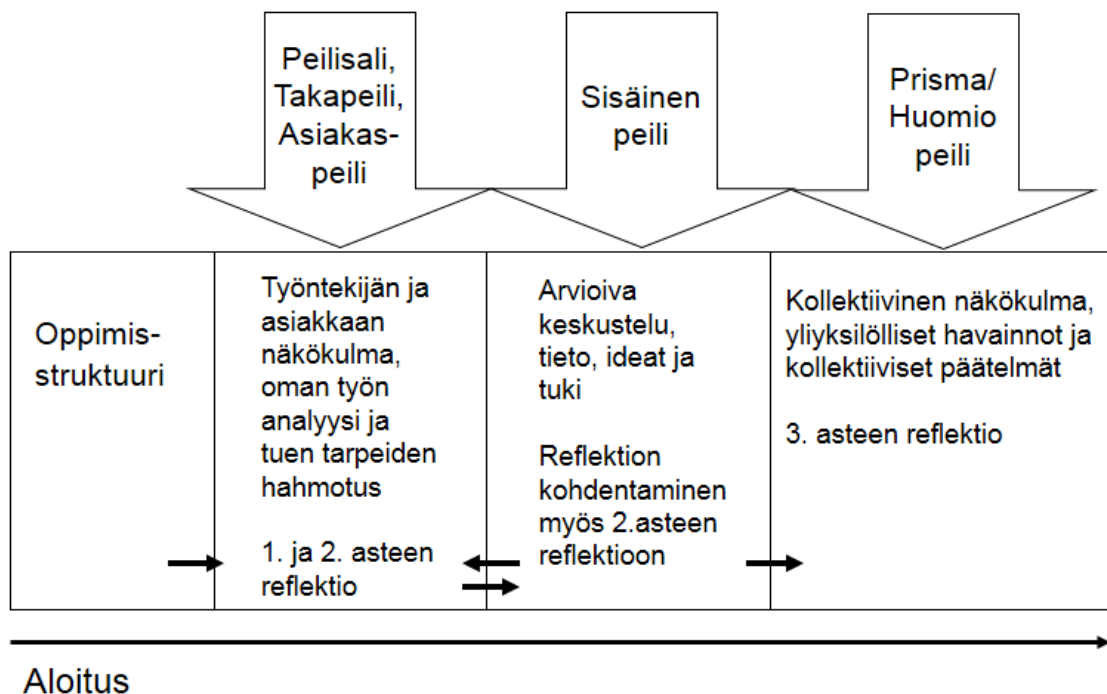 Peilisali,
Takapeili,
Asiakas-
peili
Sisäinen
peili
Prisma/
Huomio
peili
Oppimis-
struktuuri
Työntekijän ja
asiakkaan
näkökulma,
oman työn
analyysi ja
tuen tarpeiden
hahmotus
1. ja 2. asteen
reflektio
Arvioiva
keskustelu,
tieto, ideat ja
tuki
Reflektion
kohdentaminen
myös 2.asteen
reflektioon
Kollektiivinen näkökulma,
yliyksilölliset havainnot ja
kollektiiviset päätelmät
3. asteen reflektio
Aloitus